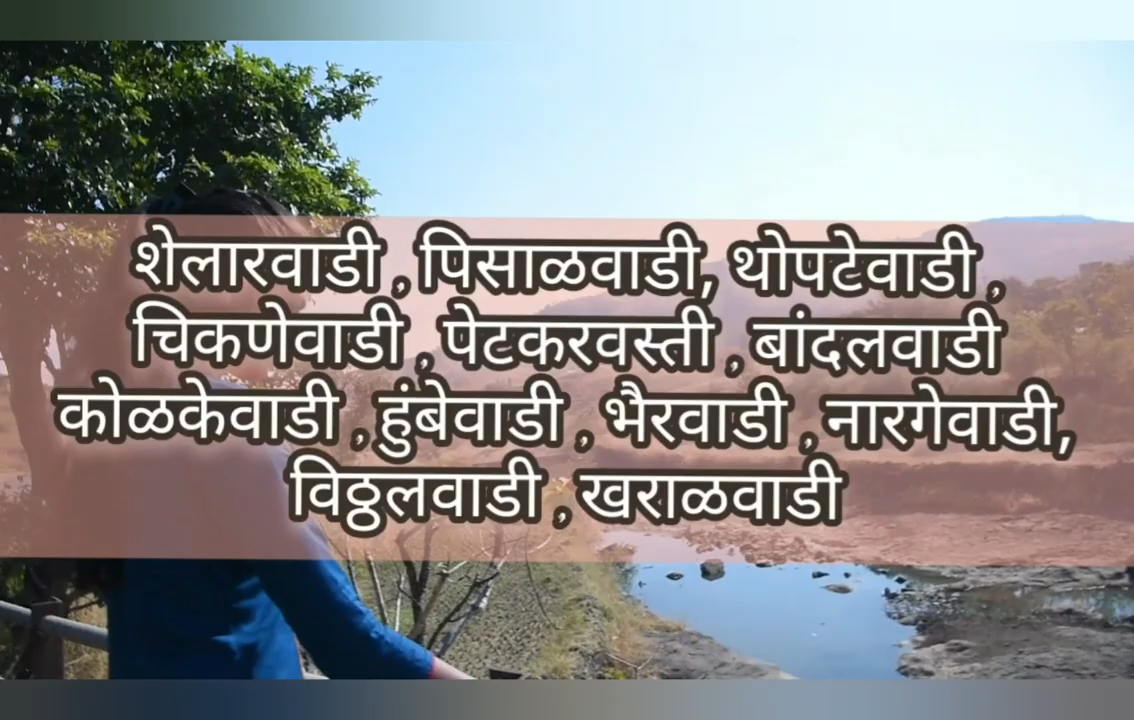 शेलारवाडी , पिसाळवाडी, थोपटेवाडी ,
चिकणेवाडी , पेटकरवस्ती , बांदलवाडी
कोळकेवाडी , हुंबेवाडी , भैरवाडी , नारगेवाडी,
विठ्ठलवाडी , खराळवाडी